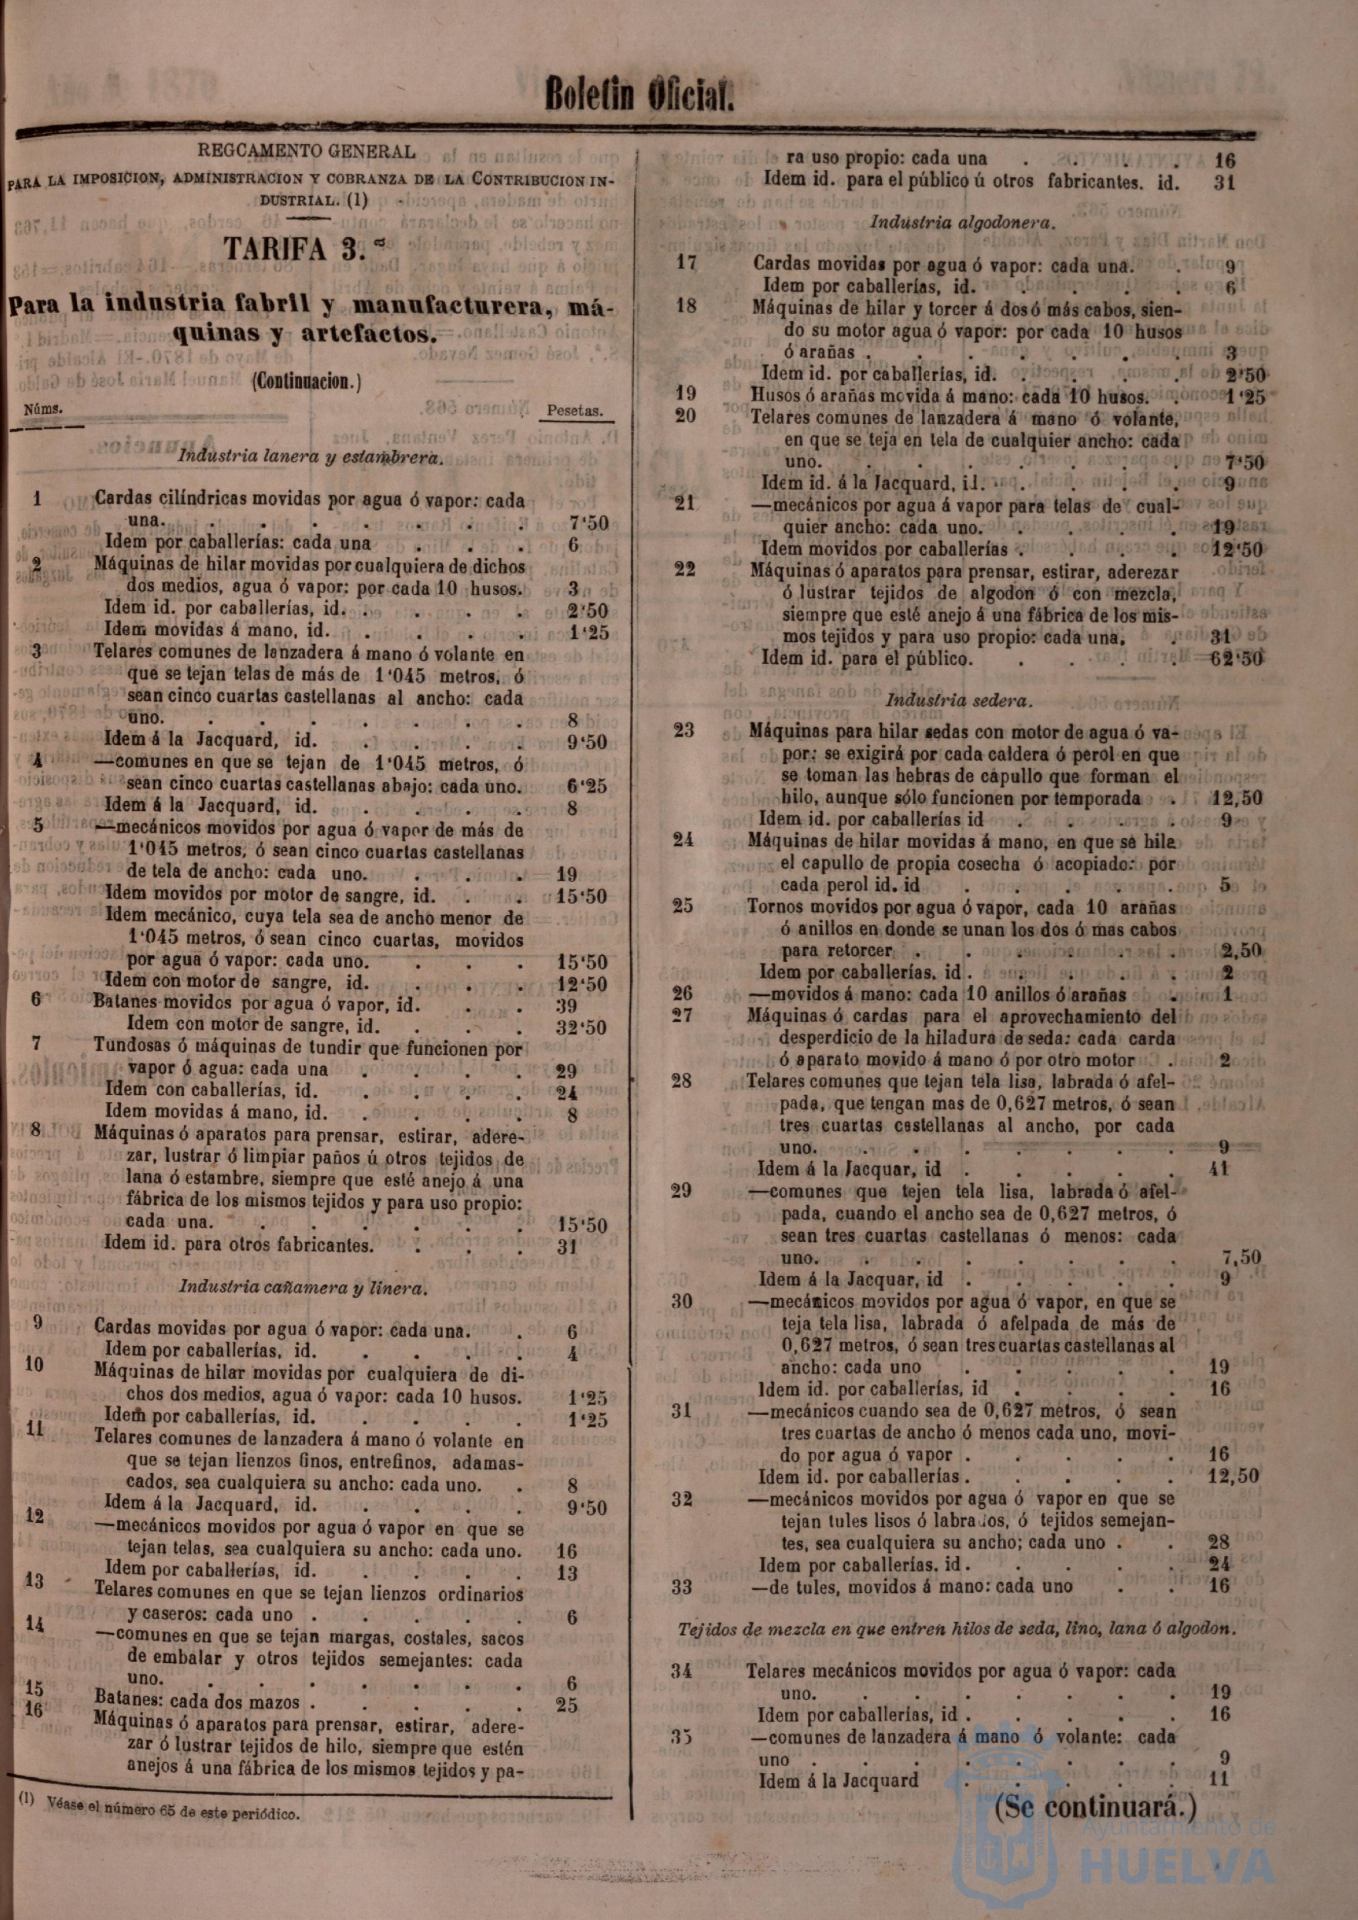 Boletin Oficial.
REGCAMENTO GENERAL
PARA LA IMPOSICION, ADMINISTRACION Y COBRANZA DE LA CONTRIBUCION IN-
DUSTRIAL. (1)
TARIFA 3.ª
Para la industria fabril y manufacturera, má-
quinas y artefactos.
(Continuacion.)
Núms. Pesetas.
Industria lanera y estambrera.
1 Cardas cilíndricas movidas por agua ó vapor: cada
una. . . . . . . . 7'50
Idem por caballerías: cada una . . . 6
2 Máquinas de hilar movidas por cualquiera de dichos
dos medios, agua ó vapor: por cada 10 husos. 3
Idem id. por caballerías, id. . . . . 2'50
Idem movidas á mano, id. . . . . 1'25
3 Telares comunes de lanzadera á mano ó volante en
que se tejan telas de más de 1'045 metros, ó
sean cinco cuartas castellanas al ancho: cada
uno. . . . . . . . 8
Idem á la Jacquard, id. . . . . 9'50
4 —comunes en que se tejan de 1'045 metros, ó
sean cinco cuartas castellanas abajo: cada uno. 6'25
Idem á la Jacquard, id. . . . . 8
5 —mecánicos movidos por agua ó vapor de más de
1'045 metros, ó sean cinco cuartas castellanas
de tela de ancho: cada uno. . . . 19
Idem movidos por motor de sangre, id. . . 15'50
Idem mecánico, cuya tela sea de ancho menor de
1'045 metros, ó sean cinco cuartas, movidos
por agua ó vapor: cada uno. . . . 15'50
Idem con motor de sangre, id. . . . 12'50
6 Batanes movidos por agua ó vapor, id. . . 39
Idem con motor de sangre, id. . . . 32'50
7 Tundosas ó máquinas de tundir que funcionen por
vapor ó agua: cada una . . . . 29
Idem con caballerías, id. . . . . 24
Idem movidas á mano, id. . . . . 8
8 Máquinas ó aparatos para prensar, estirar, adere-
zar, lustrar ó limpiar paños ú otros tejidos de
lana ó estambre, siempre que esté anejo á una
fábrica de los mismos tejidos y para uso propio:
cada una. . . . . . . 15'50
Idem id. para otros fabricantes. . . . 31
Industria cañamera y linera.
9 Cardas movidas por agua ó vapor: cada una. . 6
Idem por caballerías, id. . . . . 4
10 Máquinas de hilar movidas por cualquiera de di-
chos dos medios, agua ó vapor: cada 10 husos. 1'25
Idem por caballerías, id. . . . . 1'25
11 Telares comunes de lanzadera á mano ó volante en
que se tejan lienzos finos, entrefinos, adamas-
cados, sea cualquiera su ancho: cada uno. . 8
Idem á la Jacquard, id. . . . . 9'50
12 —mecánicos movidos por agua ó vapor en que se
tejan telas, sea cualquiera su ancho: cada uno. 16
Idem por caballerías, id. . . . . 13
13 Telares comunes en que se tejan lienzos ordinarios
y caseros: cada uno . . . . . 6
14 —comunes en que se tejan margas, costales, sacos
de embalar y otros tejidos semejantes: cada
uno. . . . . . . . 6
15 Batanes: cada dos mazos . . . . . 25
16 Máquinas ó aparatos para prensar, estirar, adere-
zar ó lustrar tejidos de hilo, siempre que estén
anejos á una fábrica de los mismos tejidos y pa-
(1) Véase el número 65 de este periódico.
ra uso propio: cada una . . . . 16
Idem id. para el público ú otros fabricantes. id. 31
Industria algodonera.
17 Cardas movidas por agua ó vapor: cada una. . 9
Idem por caballerías, id. . . . . 6
18 Máquinas de hilar y torcer á dos ó más cabos, sien-
do su motor agua ó vapor: por cada 10 husos
ó arañas . . . . . . . 3
Idem id. por caballerías, id. . . . . 2'50
19 Husos ó arañas movida á mano: cada 10 husos. . 1'25
20 Telares comunes de lanzadera á mano ó volante,
en que se teja en tela de cualquier ancho: cada
uno. . . . . . . . 7'50
Idem id. á la Jacquard, id. . . . . 9
21 —mecánicos por agua á vapor para telas de cual-
quier ancho: cada uno. . . . . 19
Idem movidos por caballerías . . . . 12'50
22 Máquinas ó aparatos para prensar, estirar, aderezar
ó lustrar tejidos de algodon ó con mezcla,
siempre que esté anejo á una fábrica de los mis-
mos tejidos y para uso propio: cada una, . 31
Idem id. para el público. . . . . 62'50
Industria sedera.
23 Máquinas para hilar sedas con motor de agua ó va-
por: se exigirá por cada caldera ó perol en que
se toman las hebras de capullo que forman el
hilo, aunque sólo funcionen por temporada . 12,50
Idem id. por caballerías id . . . . 9
24 Máquinas de hilar movidas á mano, en que se hila
el capullo de propia cosecha ó acopiado: por
cada perol id. id . . . . . 5
25 Tornos movidos por agua ó vapor, cada 10 arañas
ó anillos en donde se unan los dos ó mas cabos
para retorcer . . . . . . 2,50
Idem por caballerías, id . . . . . 2
26 —movidos á mano: cada 10 anillos ó arañas . 1
27 Máquinas ó cardas para el aprovechamiento del
desperdicio de la hiladura de seda: cada carda
ó aparato movido á mano ó por otro motor . 2
28 Telares comunes que tejan tela lisa, labrada ó afel-
pada, que tengan mas de 0,627 metros, ó sean
tres cuartas castellanas al ancho, por cada
uno. . . . . . . . 9
Idem á la Jacquar, id . . . . . 41
29 —comunes que tejen tela lisa, labrada ó afel-
pada, cuando el ancho sea de 0,627 metros, ó
sean tres cuartas castellanas ó menos: cada
uno. . . . . . . . 7,50
Idem á la Jacquar, id . . . . . 9
30 —mecánicos movidos por agua ó vapor, en que se
teja tela lisa, labrada ó afelpada de más de
0,627 metros, ó sean tres cuartas castellanas al
ancho: cada uno . . . . . 19
Idem id. por caballerías, id . . . . 16
31 —mecánicos cuando sea de 0,627 metros, ó sean
tres cuartas de ancho ó menos cada uno, movi-
do por agua ó vapor . . . . . 16
Idem id. por caballerías . . . . . 12,50
32 —mecánicos movidos por agua ó vapor en que se
tejan tules lisos ó labrados, ó tejidos semejan-
tes, sea cualquiera su ancho; cada uno . . 28
Idem por caballerías. id . . . . . 24
33 —de tules, movidos á mano: cada uno . . 16
Tejidos de mezcla en que entren hilos de seda, lino, lana ó algodon.
34 Telares mecánicos movidos por agua ó vapor: cada
uno. . . . . . . . 19
Idem por caballerías, id . . . . . 16
35 —comunes de lanzadera á mano ó volante: cada
uno . . . . . . . 9
Idem á la Jacquard . . . . . 11
(Se continuará.)
Ayuntamiento de
HUELVA